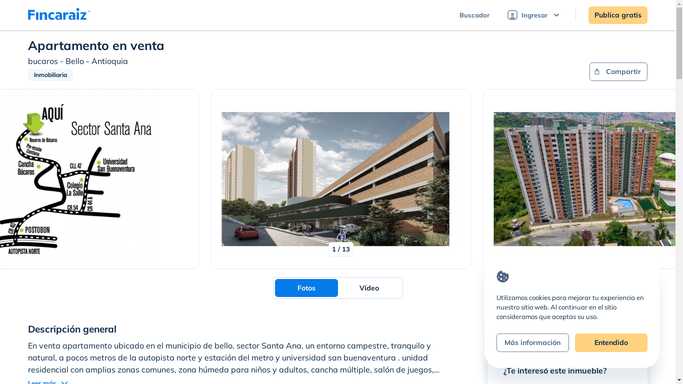 Fincaraiz
Buscador
Ingresar
Publica gratis
Apartamento en venta
bucaros - Bello - Antioquia
Inmobiliaria
Compartir
AQUÍ
Sector Santa Ana
Reserva de Búcaros
CLL 47
Universidad
San Buenaventura
Cancha
Búcaros
Colegio
La Salle
CR 54
CR 44 E
POSTOBON
AUTOPISTA NORTE
1 / 13
Fotos
Video
Utilizamos cookies para mejorar tu experiencia en
nuestro sitio web. Al continuar en el sitio
consideramos que aceptas su uso.
Más información
Entendido
¿Te interesó este inmueble?
Descripción general
En venta apartamento ubicado en el municipio de bello, sector Santa Ana, un entorno campestre, tranquilo y
natural, a pocos metros de la autopista norte y estación del metro y universidad san buenaventura . unidad
residencial con amplias zonas comunes, zona húmeda para niños y adultos, cancha múltiple, salón de juegos,...
Leer más